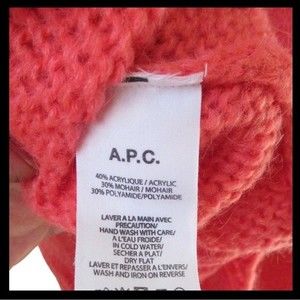 A.P.C.
40% ACRYLIQUE / ACRYLIC
30% MOHAIR / MOHAIR
30% POLYAMIDE/POLYAMIDE
LAVER A LA MAIN AVEC
PRECAUTION/
HAND WASH WITH CARE/
A L'EAU FROIDE/
IN COLD WATER/
SECHER A PLAT/
DRY FLAT
LAVER ET REPASSER A L'ENVERS/
WASH AND IRON ON REVERSE